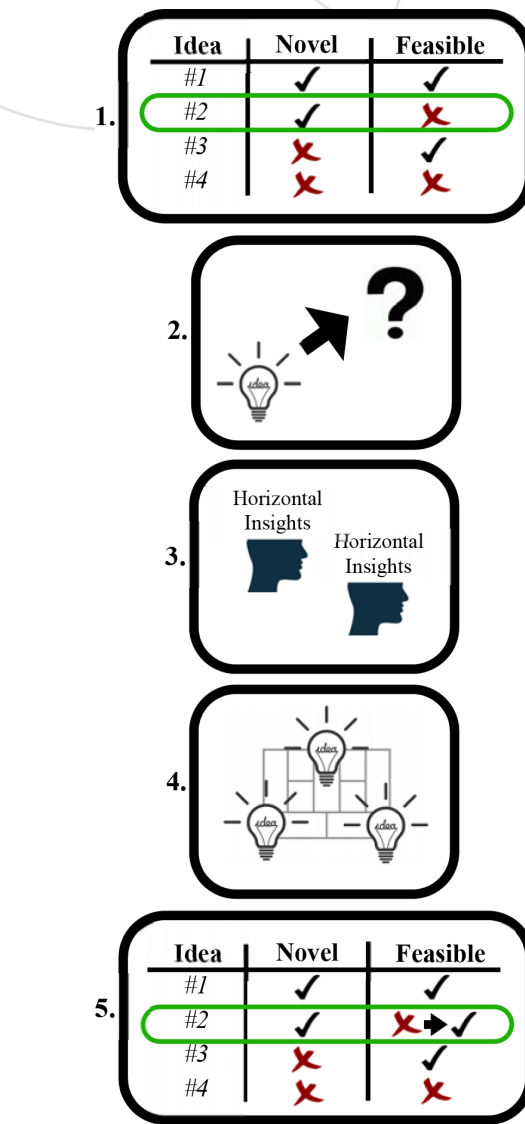 Idea Novel Feasible
#1 ✓ ✓
1. #2 ✓ ✗
#3 ✗ ✓
#4 ✗ ✗
2. ?
idea
Horizontal
Insights
Horizontal
Insights
3.
idea
4.
idea idea
Idea Novel Feasible
#1 ✓ ✓
5. #2 ✓ ✗ → ✓
#3 ✗ ✓
#4 ✗ ✗